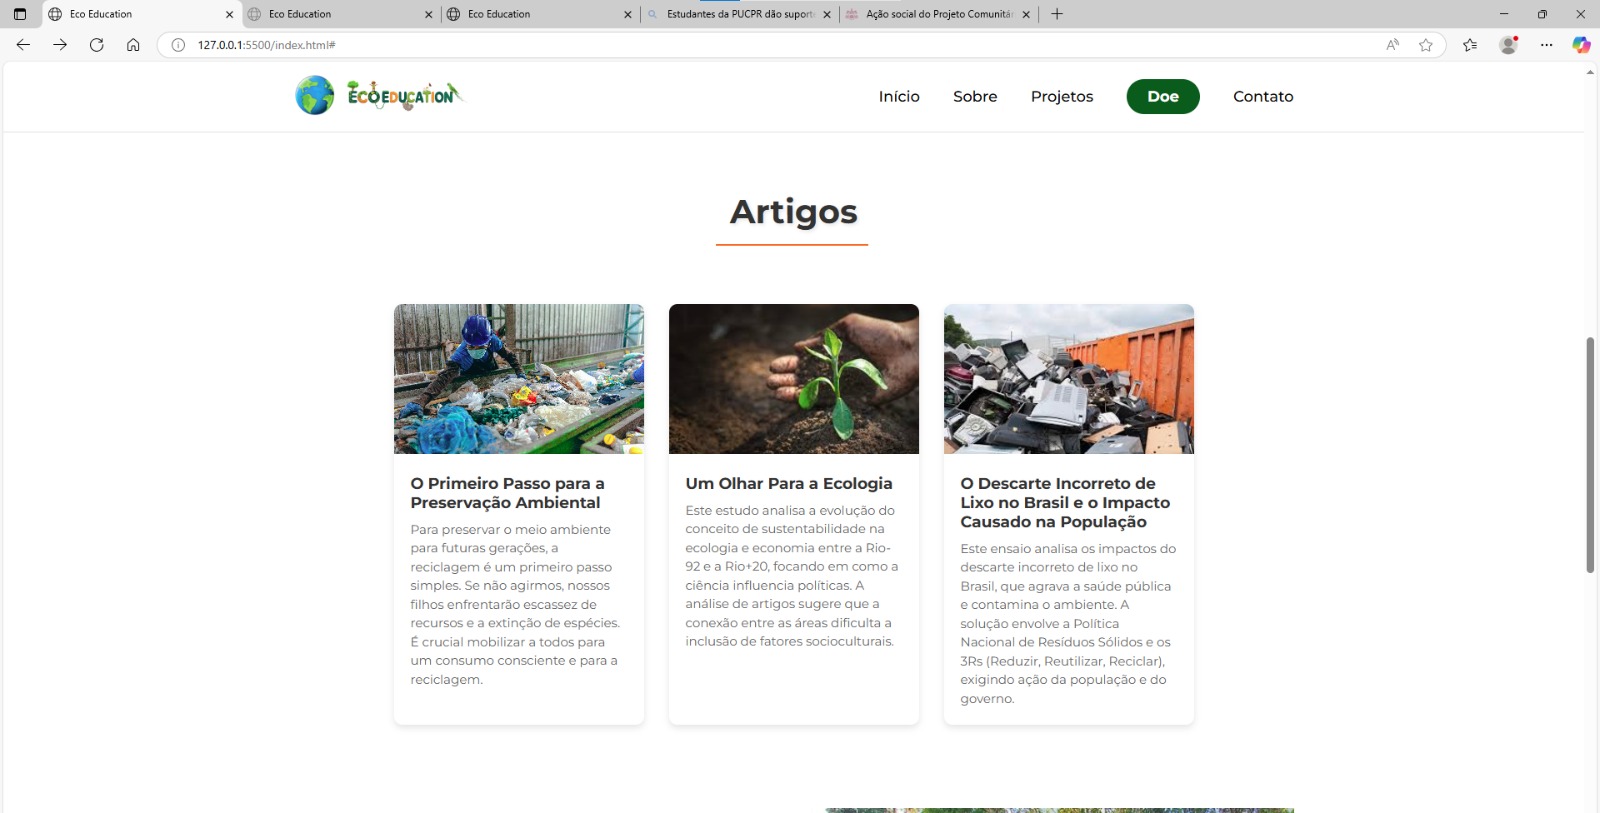 Eco Education
Eco Education
Eco Education
Estudantes da PUCPR dão suporte
Ação social do Projeto Comunitár
127.0.0.1:5500/index.html#
ECO EDUCATION
Início Sobre Projetos Doe Contato
Artigos
O Primeiro Passo para a
Preservação Ambiental
Para preservar o meio ambiente
para futuras gerações, a
reciclagem é um primeiro passo
simples. Se não agirmos, nossos
filhos enfrentarão escassez de
recursos e a extinção de espécies.
É crucial mobilizar a todos para
um consumo consciente e para a
reciclagem.
Um Olhar Para a Ecologia
Este estudo analisa a evolução do
conceito de sustentabilidade na
ecologia e economia entre a Rio-
92 e a Rio+20, focando em como a
ciência influencia políticas. A
análise de artigos sugere que a
conexão entre as áreas dificulta a
inclusão de fatores socioculturais.
O Descarte Incorreto de
Lixo no Brasil e o Impacto
Causado na População
Este ensaio analisa os impactos do
descarte incorreto de lixo no
Brasil, que agrava a saúde pública
e contamina o ambiente. A
solução envolve a Política
Nacional de Resíduos Sólidos e os
3Rs (Reduzir, Reutilizar, Reciclar),
exigindo ação da população e do
governo.